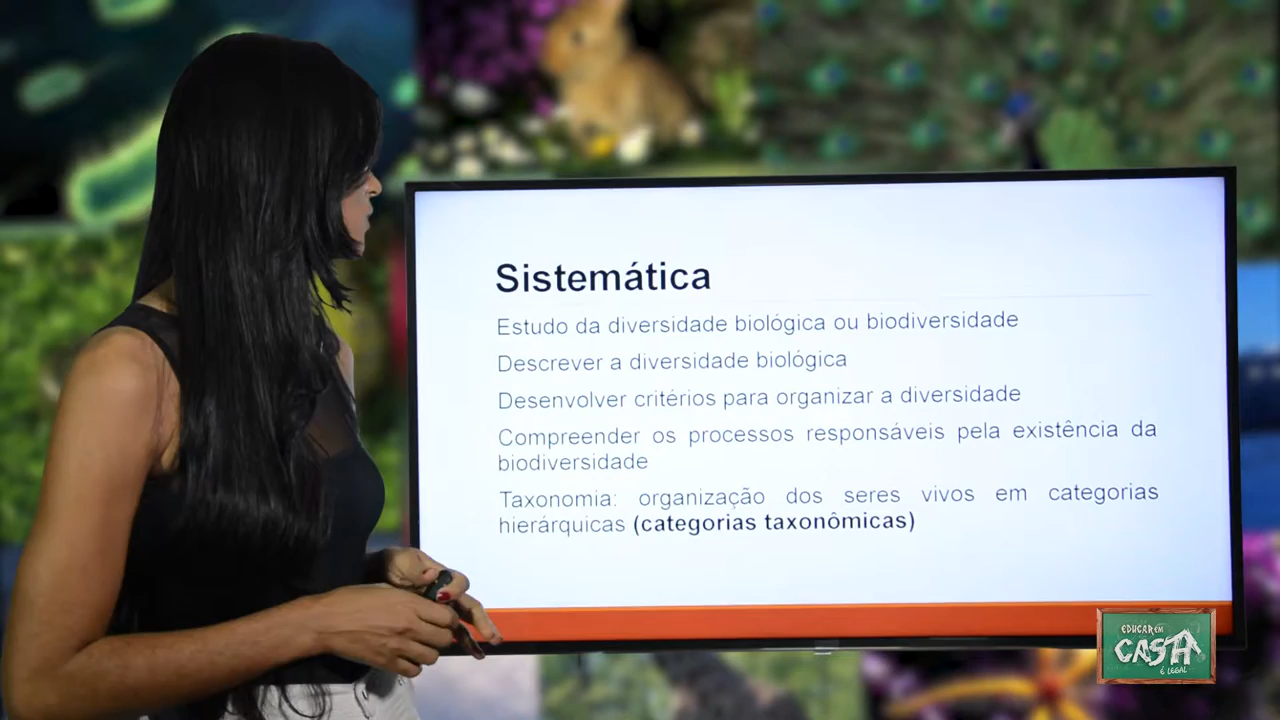 Sistemática
Estudo da diversidade biológica ou biodiversidade
Descrever a diversidade biológica
Desenvolver critérios para organizar a diversidade
Compreender os processos responsáveis pela existência da
biodiversidade
Taxonomia: organização dos seres vivos em categorias
hierárquicas (categorias taxonômicas)
EDUCAR EM
CASA
É LEGAL